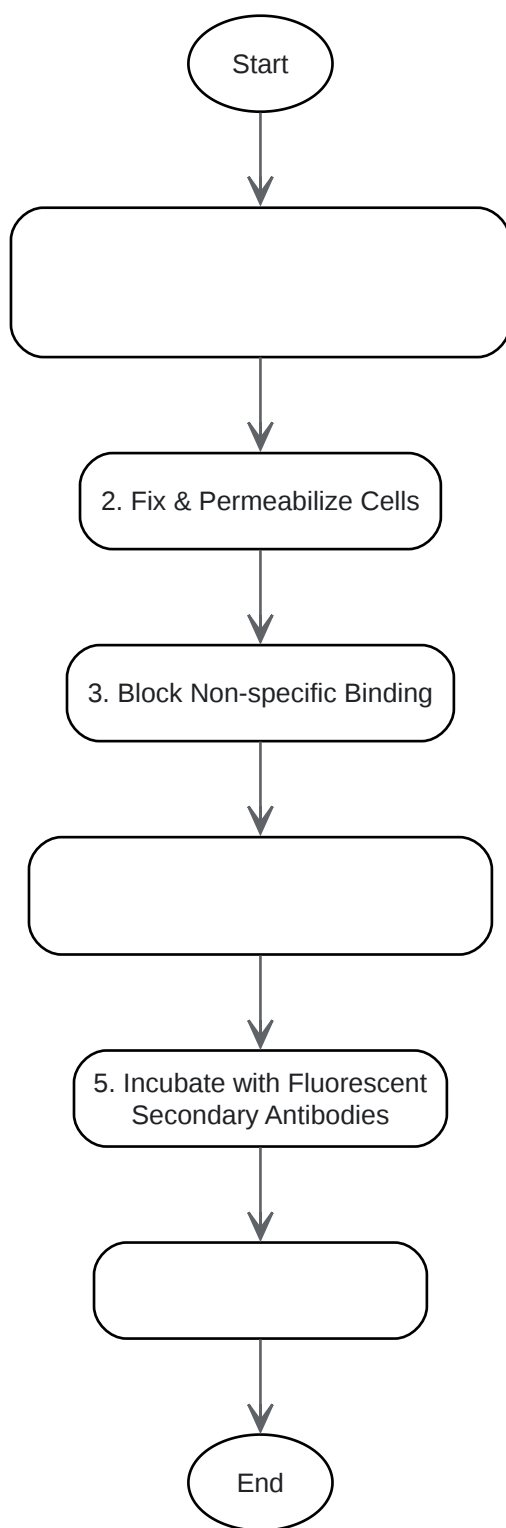 Start
2. Fix & Permeabilize Cells
3. Block Non-specific Binding
5. Incubate with Fluorescent
Secondary Antibodies
End